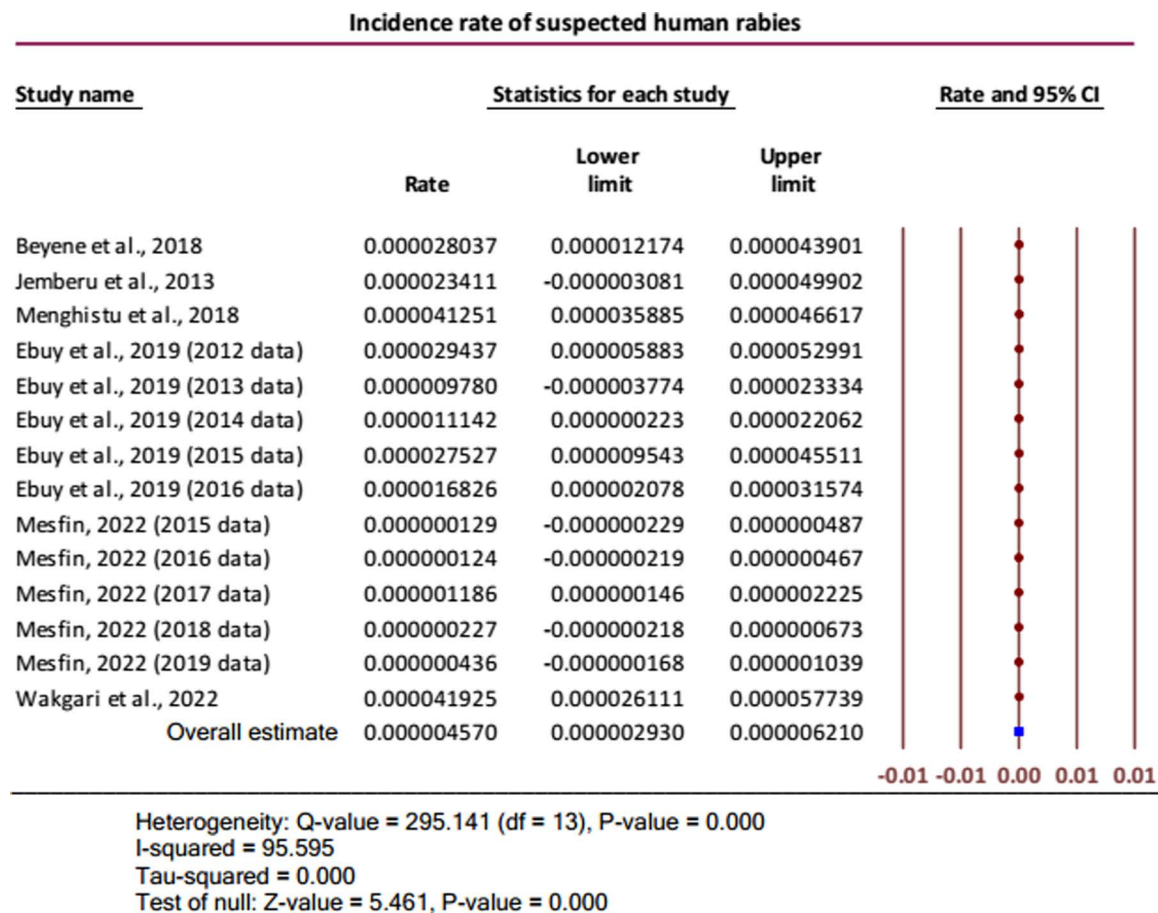 Incidence rate of suspected human rabies
Study name Statistics for each study Rate and 95% CI
Rate Lower limit Upper limit
Beyene et al., 2018 0.000028037 0.000012174 0.000043901
Jemberu et al., 2013 0.000023411 -0.000003081 0.000049902
Menghistu et al., 2018 0.000041251 0.000035885 0.000046617
Ebuy et al., 2019 (2012 data) 0.000029437 0.000005883 0.000052991
Ebuy et al., 2019 (2013 data) 0.000009780 -0.000003774 0.000023334
Ebuy et al., 2019 (2014 data) 0.000011142 0.000000223 0.000022062
Ebuy et al., 2019 (2015 data) 0.000027527 0.000009543 0.000045511
Ebuy et al., 2019 (2016 data) 0.000016826 0.000002078 0.000031574
Mesfin, 2022 (2015 data) 0.000000129 -0.000000229 0.000000487
Mesfin, 2022 (2016 data) 0.000000124 -0.000000219 0.000000467
Mesfin, 2022 (2017 data) 0.000001186 0.000000146 0.000002225
Mesfin, 2022 (2018 data) 0.000000227 -0.000000218 0.000000673
Mesfin, 2022 (2019 data) 0.000000436 -0.000000168 0.000001039
Wakgari et al., 2022 0.000041925 0.000026111 0.000057739
Overall estimate 0.000004570 0.000002930 0.000006210
-0.01 -0.01 0.00 0.01 0.01
Heterogeneity: Q-value = 295.141 (df = 13), P-value = 0.000
I-squared = 95.595
Tau-squared = 0.000
Test of null: Z-value = 5.461, P-value = 0.000